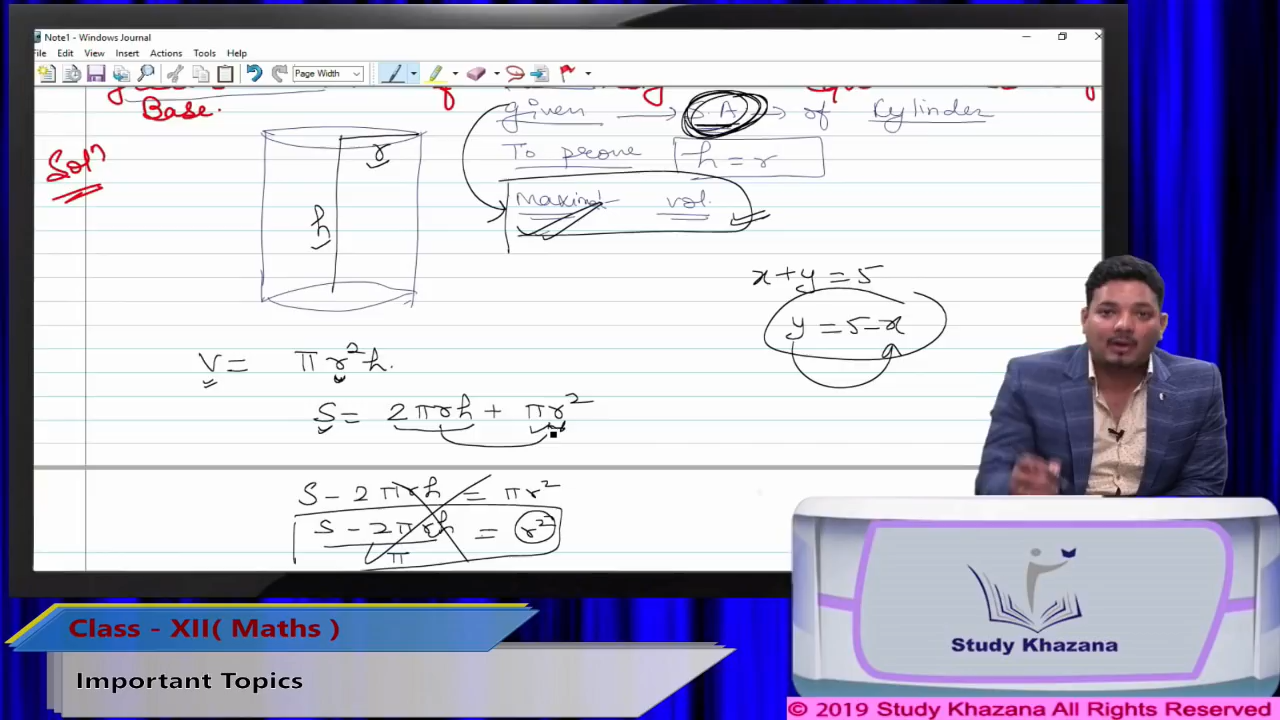 Note1 - Windows Journal
File Edit View Insert Actions Tools Help
Page Width
Base.
given → S.A → of Cylinder
Sol?
r
To prove h = r
h
Maximum vol.
x + y = 5
y = 5 - x
V = πr²h.
S = 2πrh + πr²
S - 2πrh = πr²
S - 2πrh = r²
π
Study Khazana
Class - XII( Maths )
Important Topics
© 2019 Study Khazana All Rights Reserved